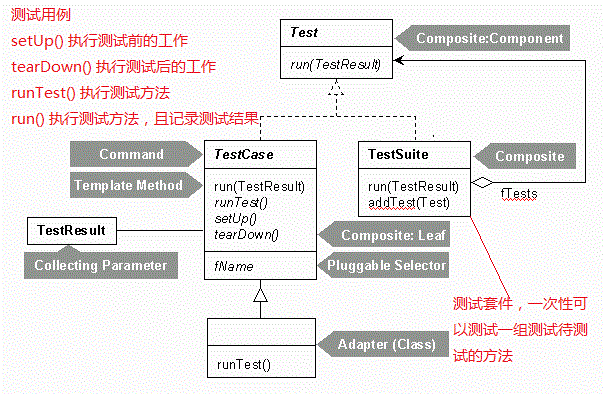 测试用例
setUp() 执行测试前的工作
tearDown() 执行测试后的工作
runTest() 执行测试方法
run() 执行测试方法，且记录测试结果
Test
run(TestResult)
Composite:Component
Command
Template Method
TestCase
run(TestResult)
runTest()
setUp()
tearDown()
fName
TestSuite
run(TestResult)
addTest(Test)
Composite
fTests
TestResult
Collecting Parameter
Composite: Leaf
Pluggable Selector
测试套件，一次性可
以测试一组测试待测
试的方法
runTest()
Adapter (Class)